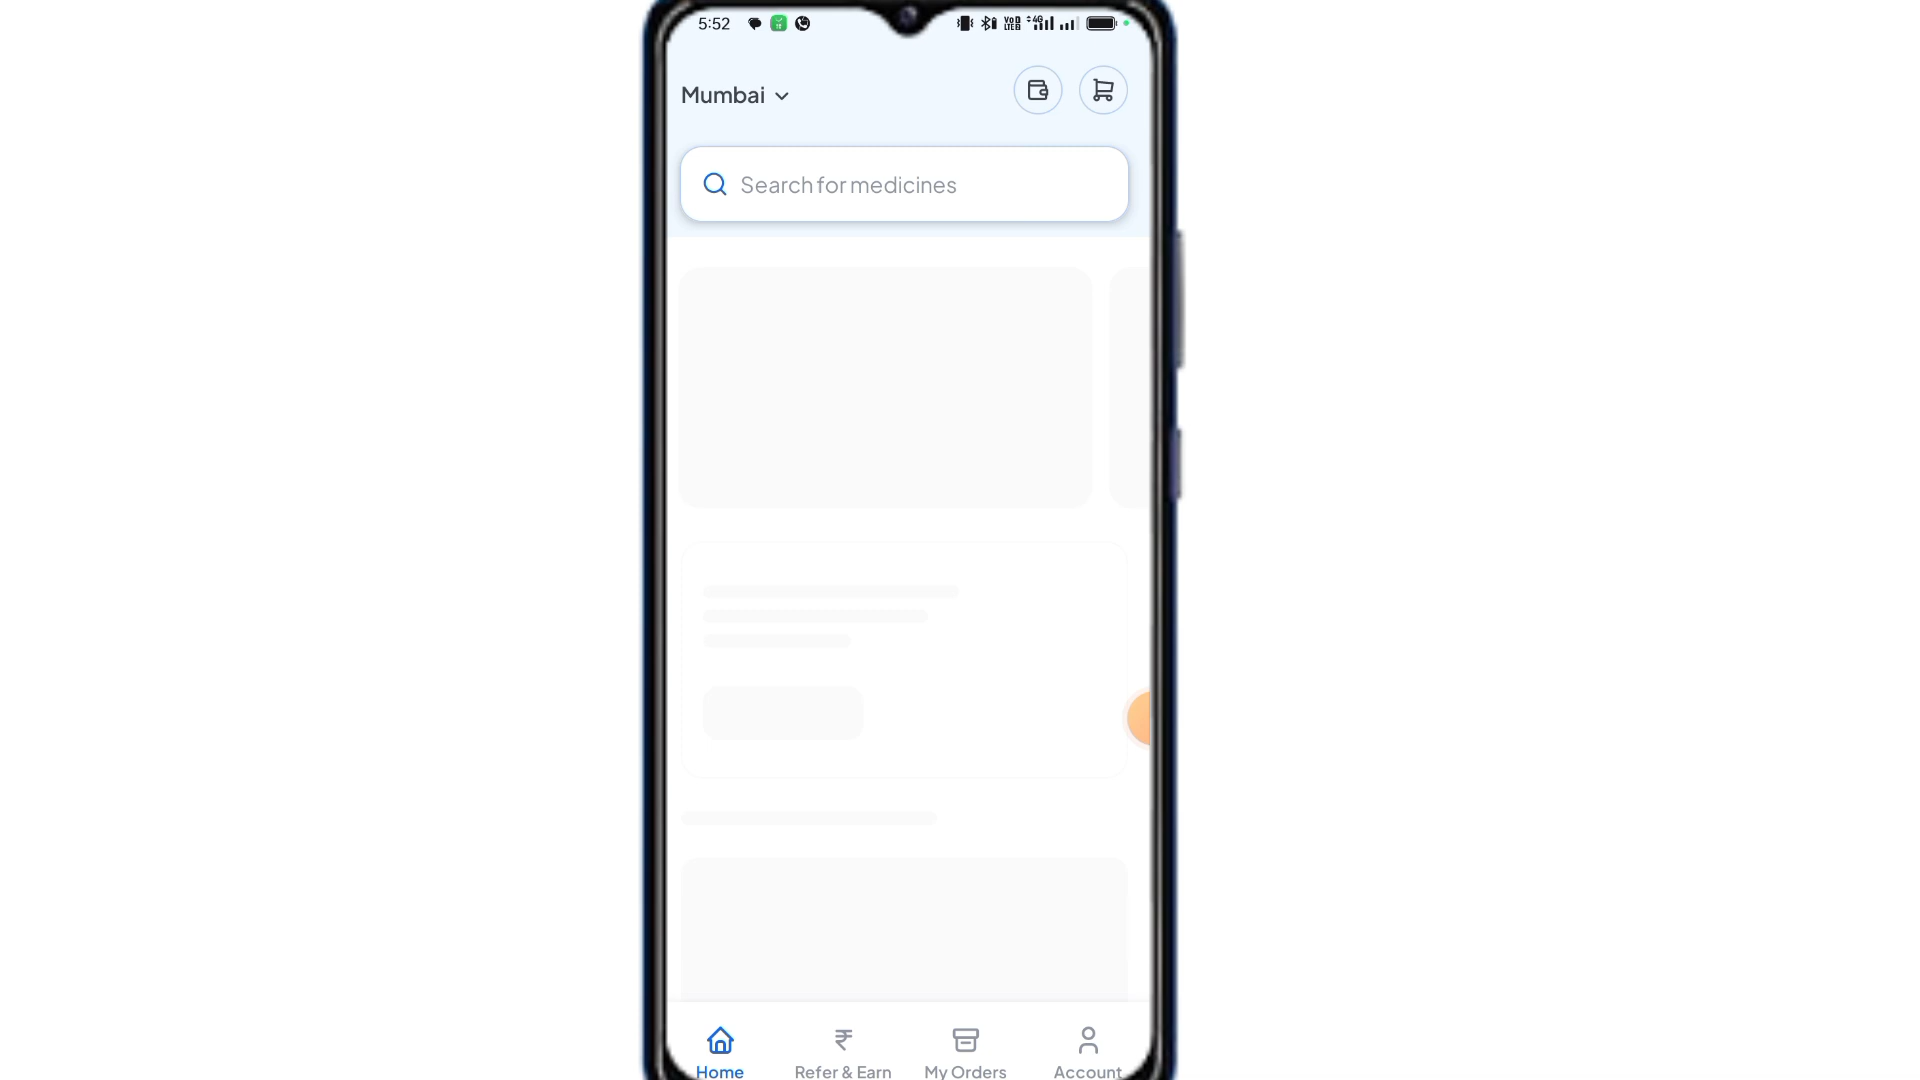 5:52
Mumbai
Search for medicines
Home
Refer & Earn
My Orders
Account